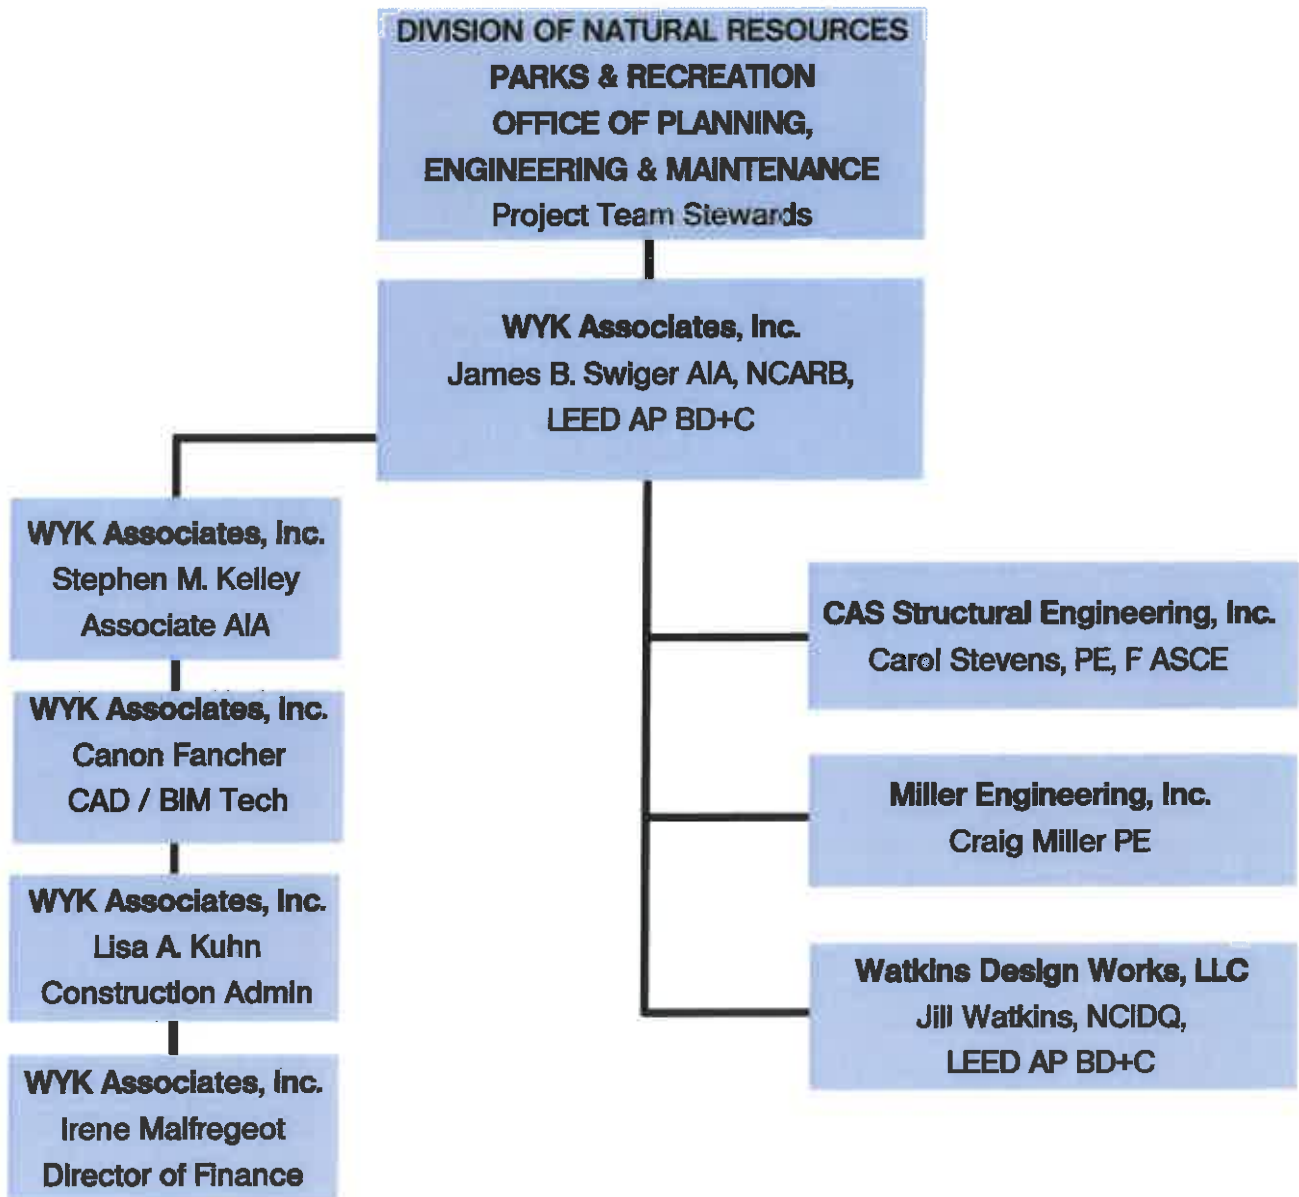 DIVISION OF NATURAL RESOURCES
PARKS & RECREATION
OFFICE OF PLANNING,
ENGINEERING & MAINTENANCE
Project Team Stewards
WYK Associates, Inc.
James B. Swiger AIA, NCARB,
LEED AP BD+C
WYK Associates, Inc.
Stephen M. Kelley
Associate AIA
WYK Associates, Inc.
Canon Fancher
CAD / BIM Tech
WYK Associates, Inc.
Lisa A. Kuhn
Construction Admin
WYK Associates, Inc.
Irene Malfregeot
Director of Finance
CAS Structural Engineering, Inc.
Carol Stevens, PE, F ASCE
Miller Engineering, Inc.
Craig Miller PE
Watkins Design Works, LLC
Jill Watkins, NCIDQ,
LEED AP BD+C